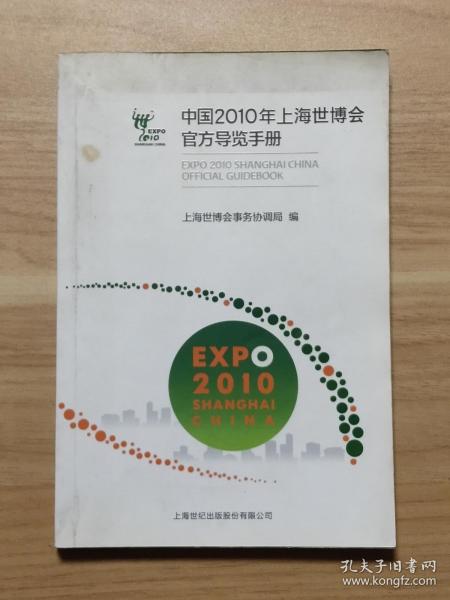 中国2010年上海世博会
官方导览手册
EXPO 2010 SHANGHAI CHINA
OFFICIAL GUIDEBOOK
EXPO
2010
SHANGHAI CHINA
上海世博会事务协调局 编
EXPO
2010
SHANGHAI
CHINA
上海世纪出版股份有限公司
孔夫子旧书网
www.kongfz.com